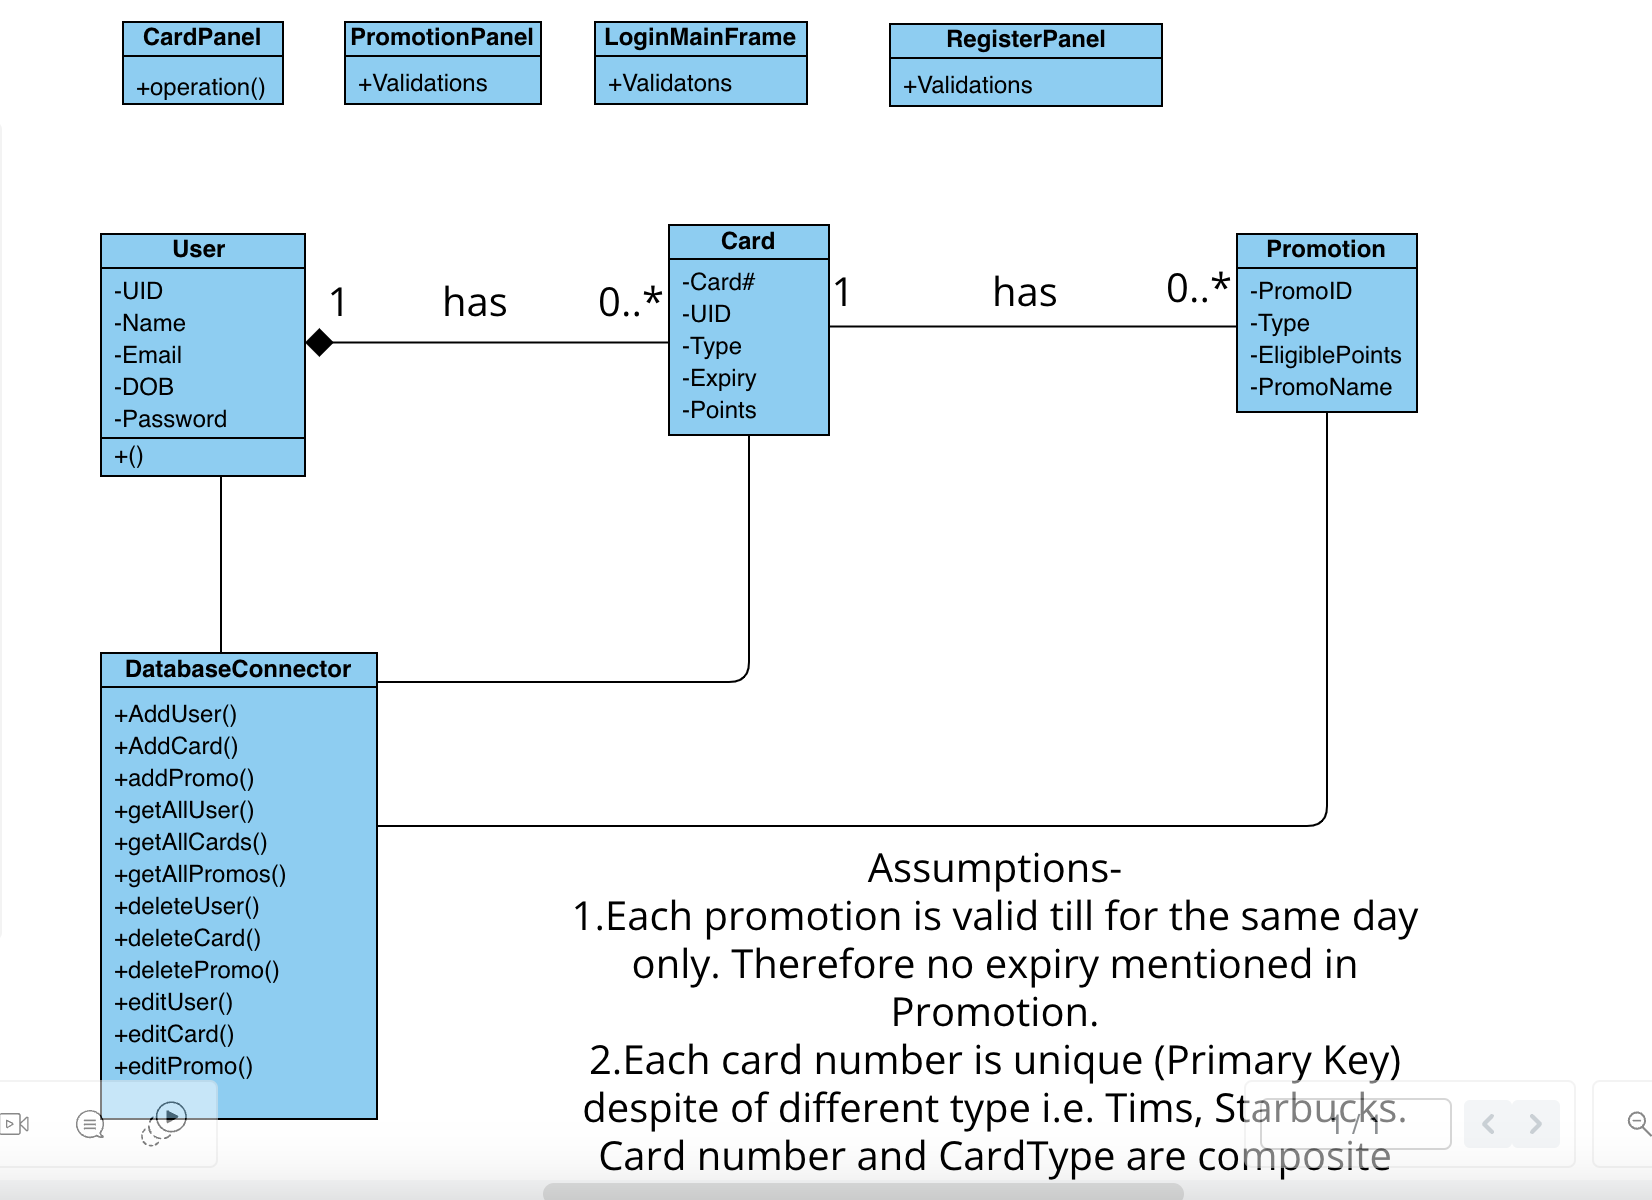 CardPanel
+operation()
PromotionPanel
+Validations
LoginMainFrame
+Validatons
RegisterPanel
+Validations
User
-UID
-Name
-Email
-DOB
-Password
+()
1
has
0..*
Card
-Card#
-UID
-Type
-Expiry
-Points
1
has
0..*
Promotion
-PromoID
-Type
-EligiblePoints
-PromoName
DatabaseConnector
+AddUser()
+AddCard()
+addPromo()
+getAllUser()
+getAllCards()
+getAllPromos()
+deleteUser()
+deleteCard()
+deletePromo()
+editUser()
+editCard()
+editPromo()
Assumptions-
1.Each promotion is valid till for the same day
only. Therefore no expiry mentioned in
Promotion.
2.Each card number is unique (Primary Key)
despite of different type i.e. Tims, Starbucks.
Card number and CardType are composite
1 / 1